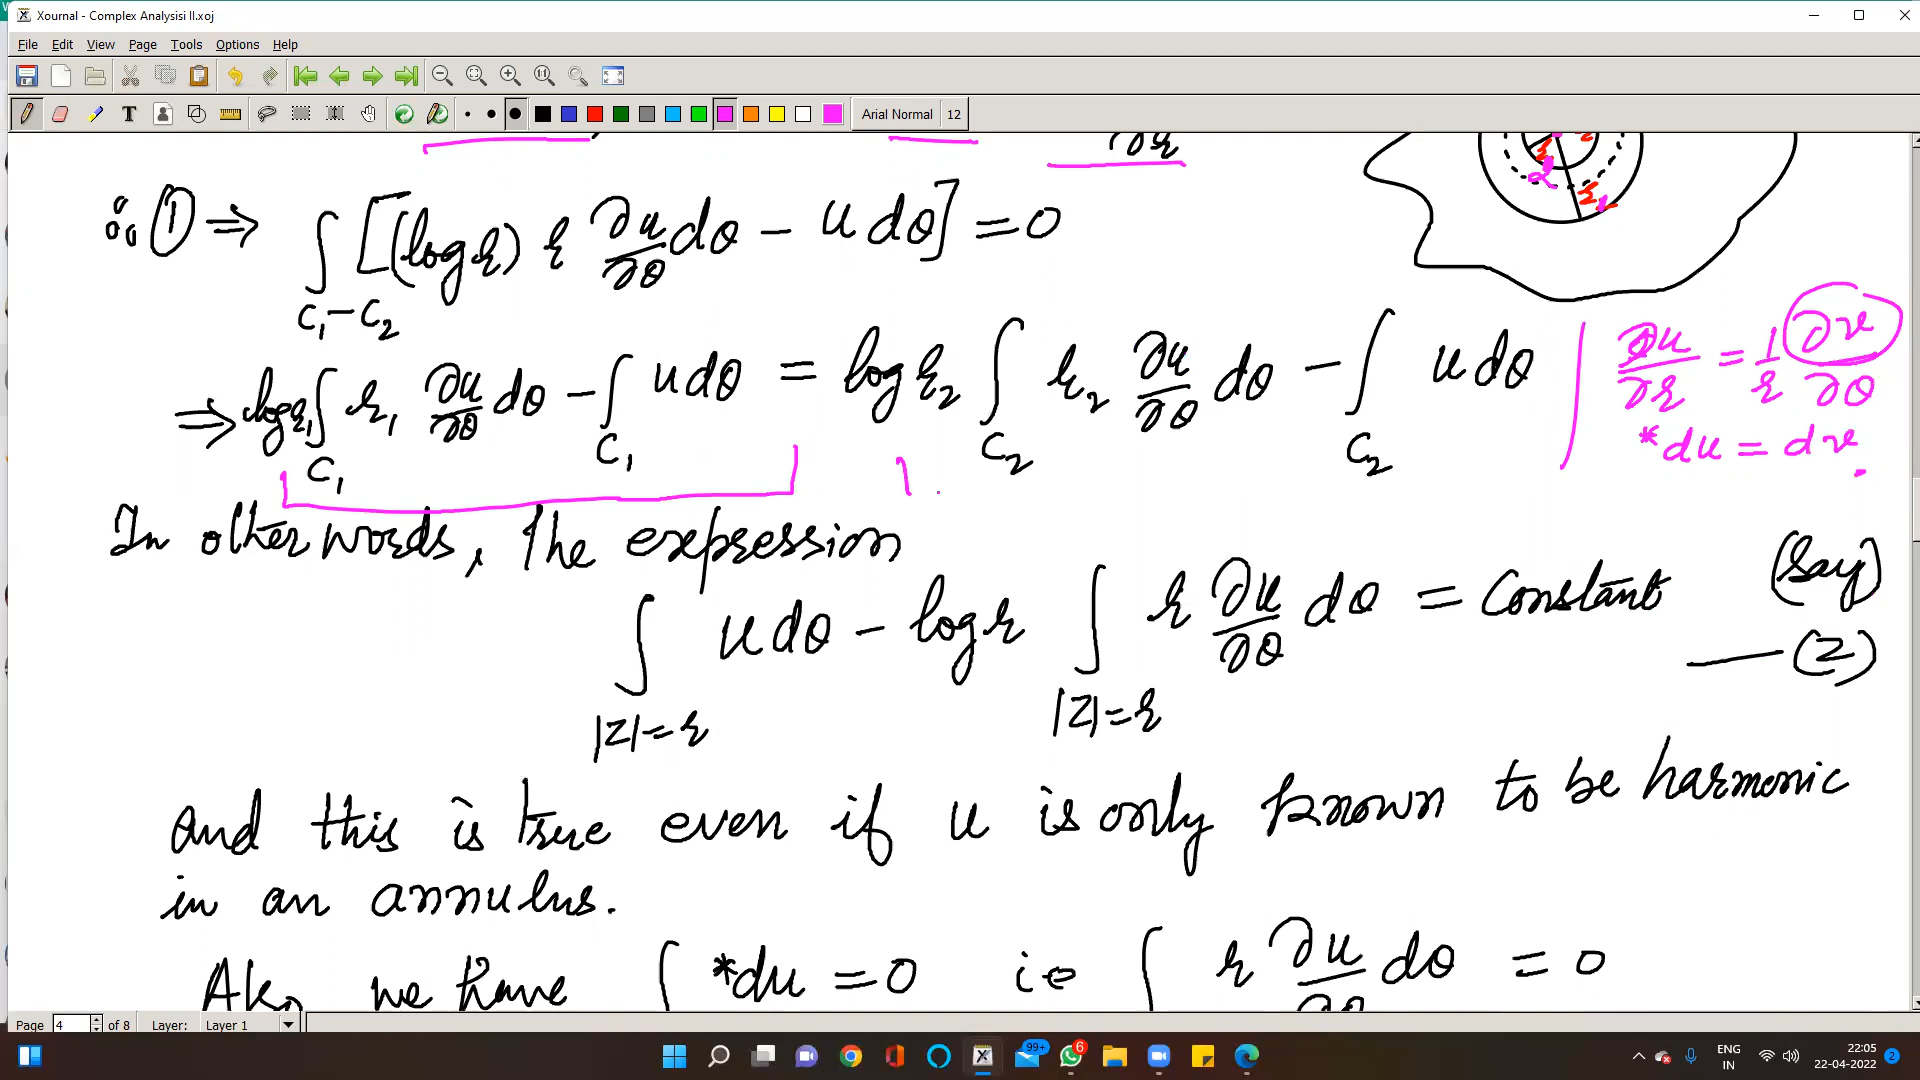 Xournal - Complex Analysisi II.xoj
File Edit View Page Tools Options Help
Arial Normal 12
∂r
∴ ① ⇒ ∫_{C₁-C₂} [(log r) r ∂u/∂θ dθ - u dθ] = 0
⇒ log r₁ ∫_{C₁} r₁ ∂u/∂θ dθ - ∫_{C₁} u dθ = log r₂ ∫_{C₂} r₂ ∂u/∂θ dθ - ∫_{C₂} u dθ
∂u/∂r = 1/r ∂v/∂θ
*du = dv
In other words, the expression
∫_{|z|=r} u dθ - log r ∫_{|z|=r} r ∂u/∂θ dθ = Constant (say) —(2)
and this is true even if u is only known to be harmonic
in an annulus.
Also we have ∫ *du = 0 i.e ∫ r ∂u/∂θ dθ = 0
Page 4 of 8 Layer: Layer 1
99+
6
ENG
IN
22:05
22-04-2022
2